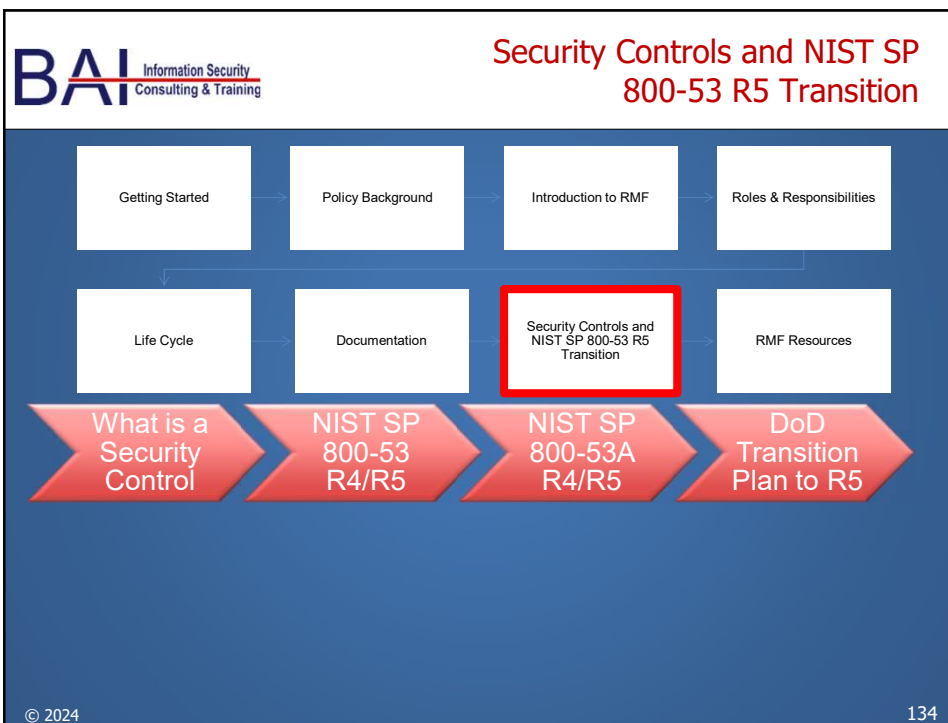 BAI Information Security
Consulting & Training
Security Controls and NIST SP
800-53 R5 Transition
Getting Started
Policy Background
Introduction to RMF
Roles & Responsibilities
Life Cycle
Documentation
Security Controls and
NIST SP 800-53 R5
Transition
RMF Resources
What is a
Security
Control
NIST SP
800-53
R4/R5
NIST SP
800-53A
R4/R5
DoD
Transition
Plan to R5
© 2024
134